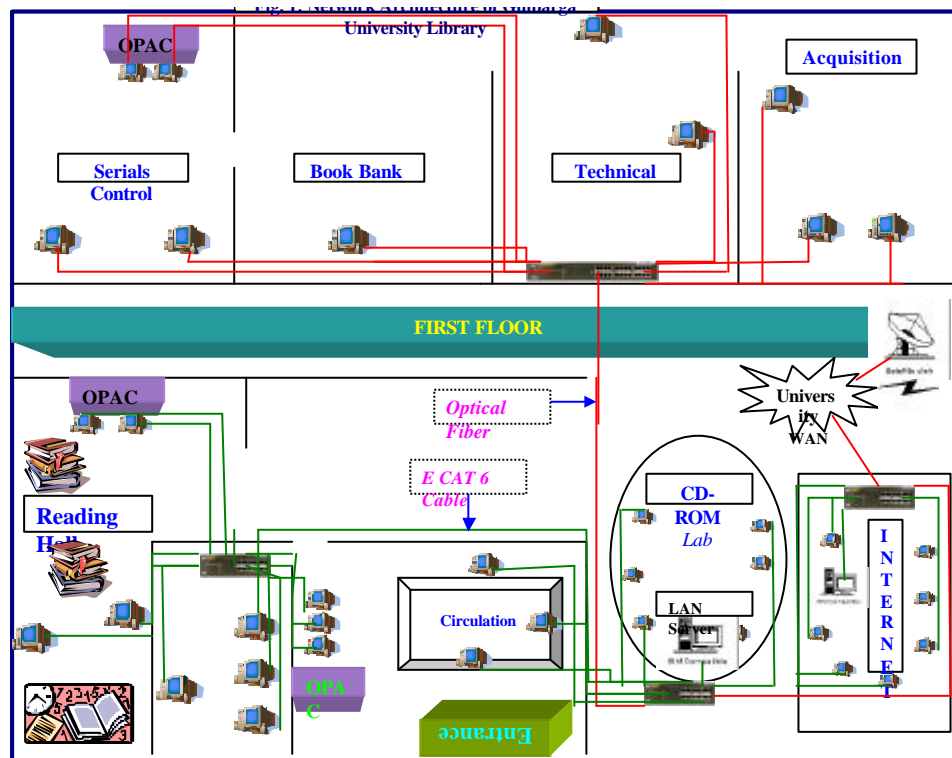 University Library
OPAC
Acquisition
Serials
Control
Book Bank
Technical
FIRST FLOOR
OPAC
Optical
Fiber
Univers
ity
WAN
E CAT 6
Cable
CD-
ROM
Lab
Reading
I
N
T
E
R
N
E
T
Circulation
LAN
Server
OPA
C
Entrance